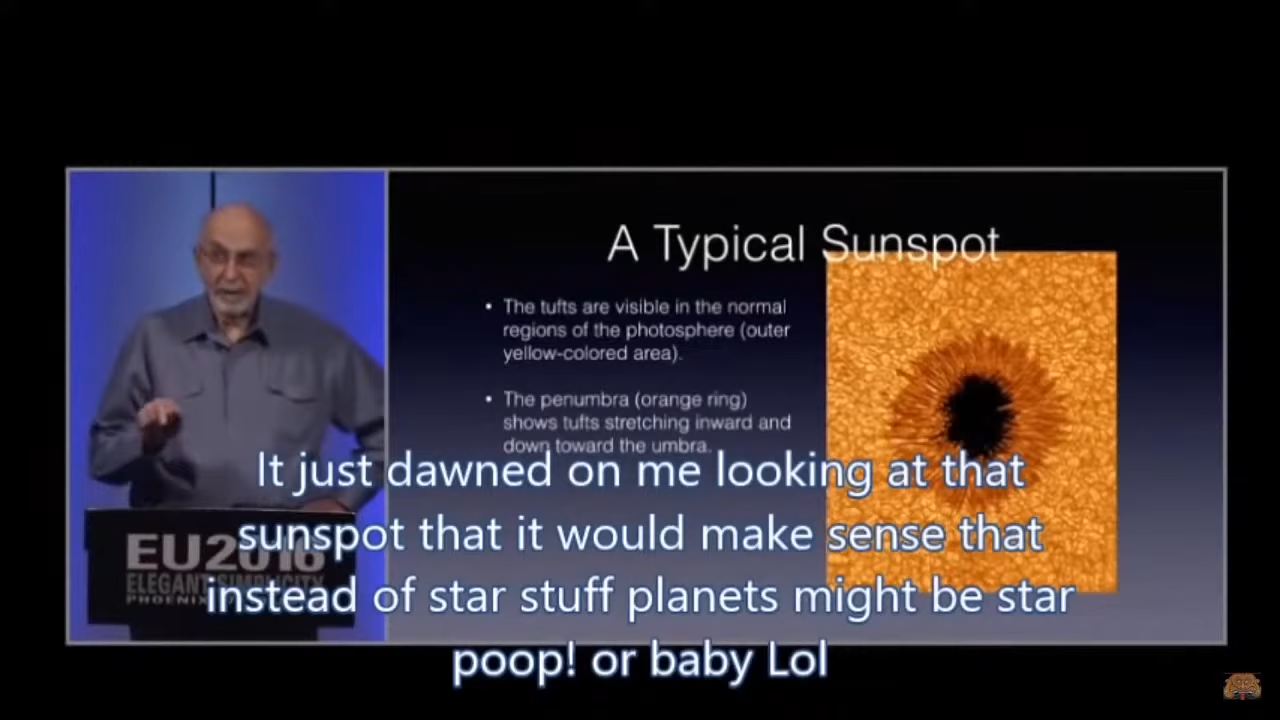 A Typical Sunspot
• The tufts are visible in the normal
regions of the photosphere (outer
yellow-colored area).
• The penumbra (orange ring)
shows tufts stretching inward and
down toward the umbra.
It just dawned on me looking at that
sunspot that it would make sense that
instead of star stuff planets might be star
poop! or baby Lol
EU2016
ELEGANT SIMPLICITY
PHOENIX